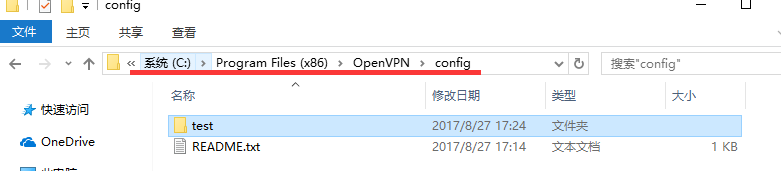 config
文件 主页 共享 查看
« 系统 (C:) › Program Files (x86) › OpenVPN › config 搜索"config"
名称 修改日期 类型 大小
快速访问
test 2017/8/27 17:24 文件夹
OneDrive
README.txt 2017/8/27 17:14 文本文档 1 KB